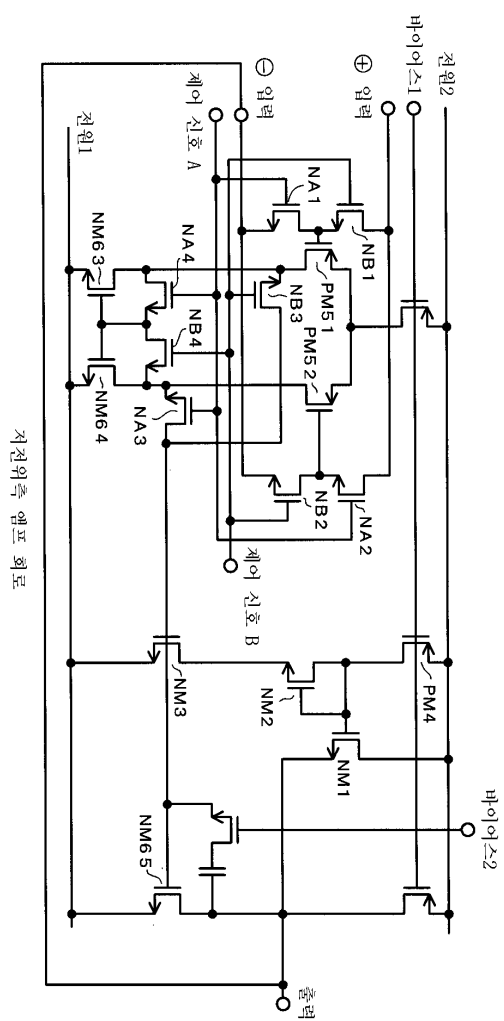 전원2
바이어스1
⊕ 입력
⊖ 입력
제어 신호 A
전원1
NB1
NA1
PM51
PM52
NB3
NA4
NB4
NM63
NM64
NA3
NA2
NB2
제어 신호 B
저전위측 앰프 회로
PM4
NM2
NM1
NM3
바이어스2
NM65
출력